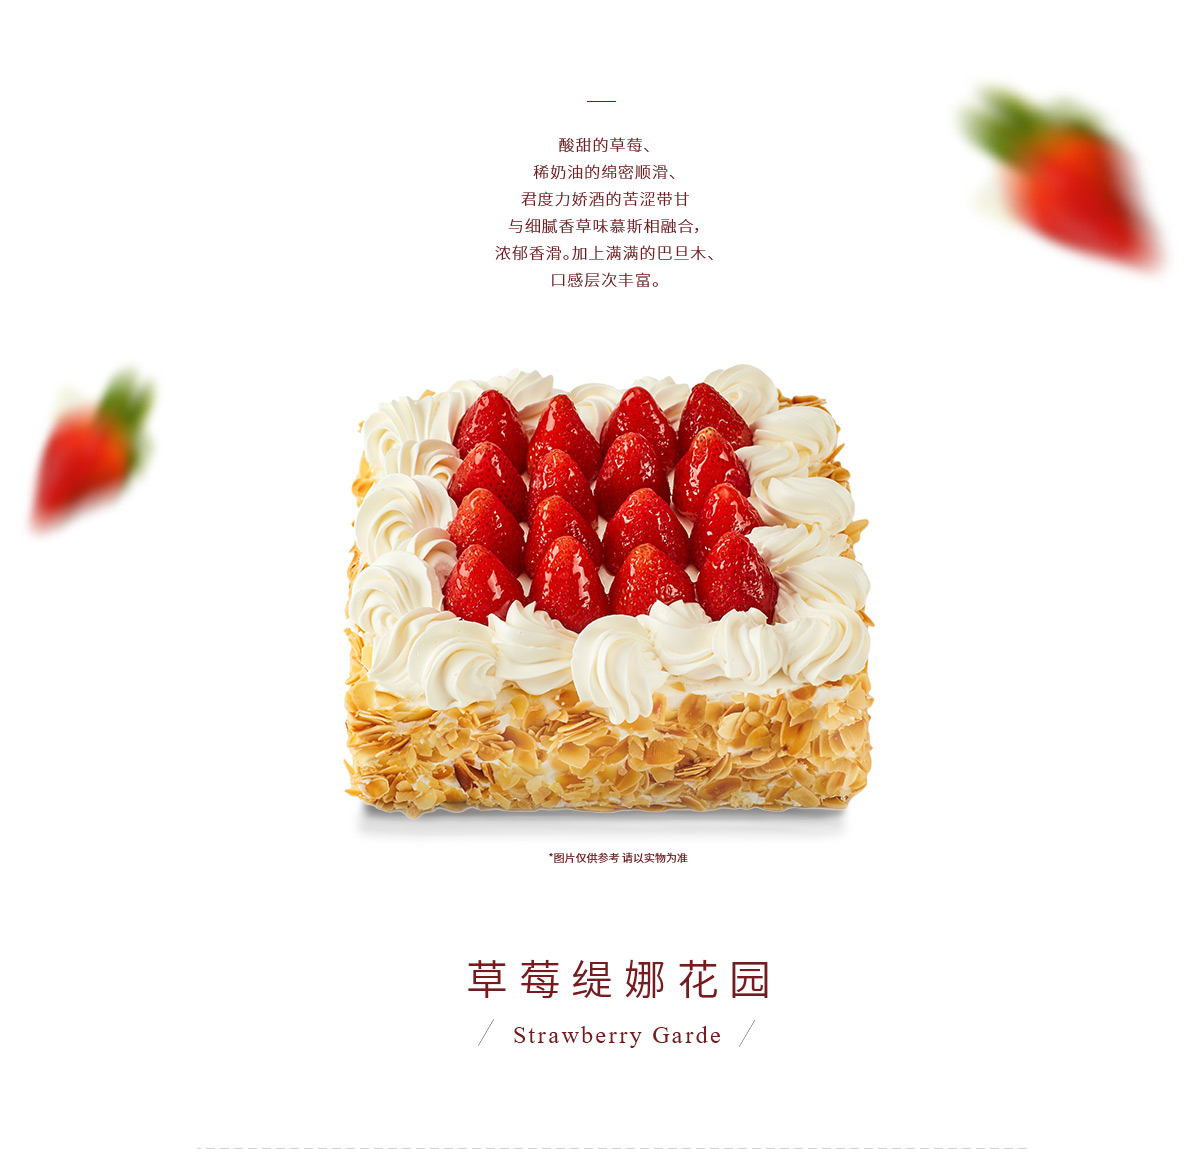 酸甜的草莓、
稀奶油的绵密顺滑、
君度力娇酒的苦涩带甘
与细腻香草味慕斯相融合，
浓郁香滑。加上满满的巴旦木、
口感层次丰富。
*图片仅供参考 请以实物为准
草莓缇娜花园
Strawberry Garde